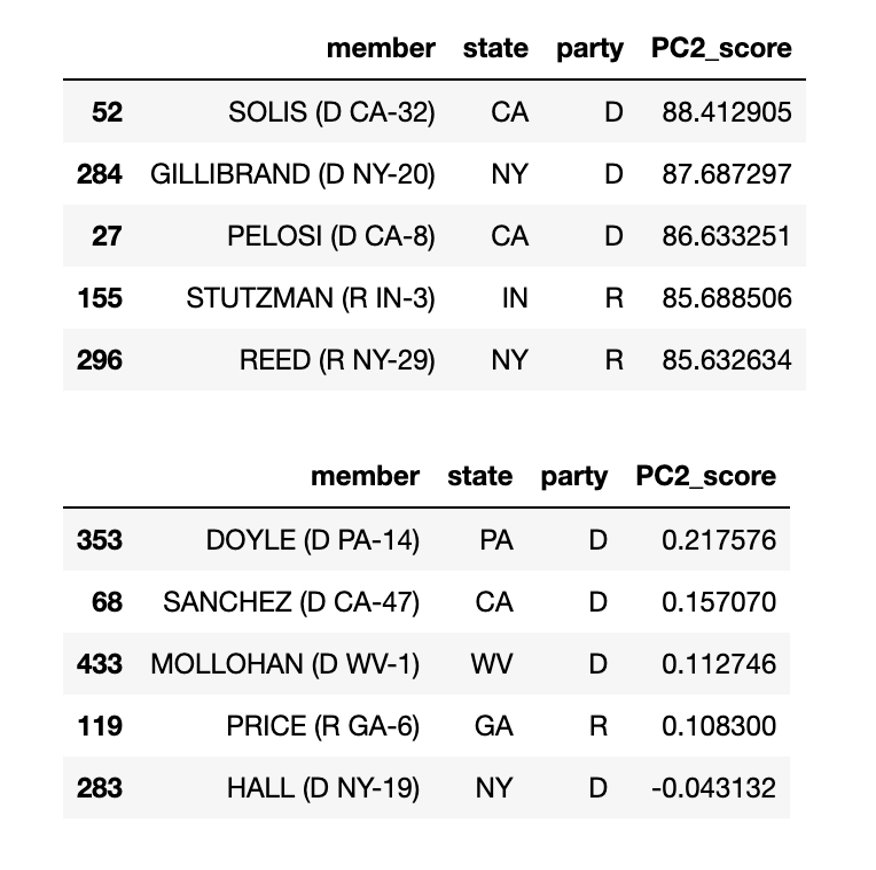 member state party PC2_score
52 SOLIS (D CA-32) CA D 88.412905
284 GILLIBRAND (D NY-20) NY D 87.687297
27 PELOSI (D CA-8) CA D 86.633251
155 STUTZMAN (R IN-3) IN R 85.688506
296 REED (R NY-29) NY R 85.632634
member state party PC2_score
353 DOYLE (D PA-14) PA D 0.217576
68 SANCHEZ (D CA-47) CA D 0.157070
433 MOLLOHAN (D WV-1) WV D 0.112746
119 PRICE (R GA-6) GA R 0.108300
283 HALL (D NY-19) NY D -0.043132